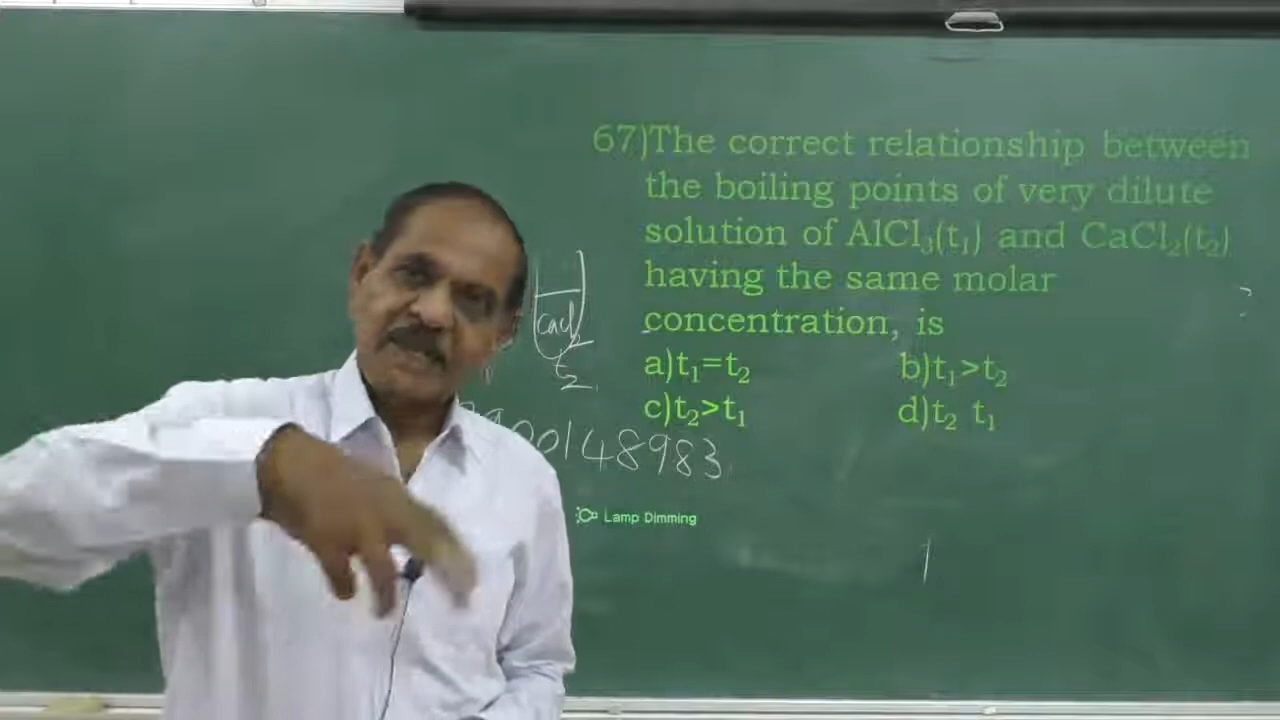 67)The correct relationship between
the boiling points of very dilute
solution of AlCl₃(t₁) and CaCl₂(t₂)
having the same molar
concentration, is
a)t₁=t₂ b)t₁>t₂
c)t₂>t₁ d)t₂ t₁
CaCl₂
t₂
00148983
Lamp Dimming